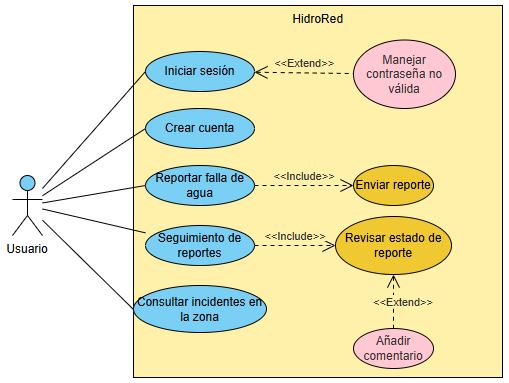 HidroRed
Iniciar sesión
<<Extend>>
Manejar
contraseña no
válida
Crear cuenta
Reportar falla de
agua
<<Include>>
Enviar reporte
Usuario
Seguimiento de
reportes
<<Include>>
Revisar estado de
reporte
Consultar incidentes en
la zona
<<Extend>>
Añadir
comentario